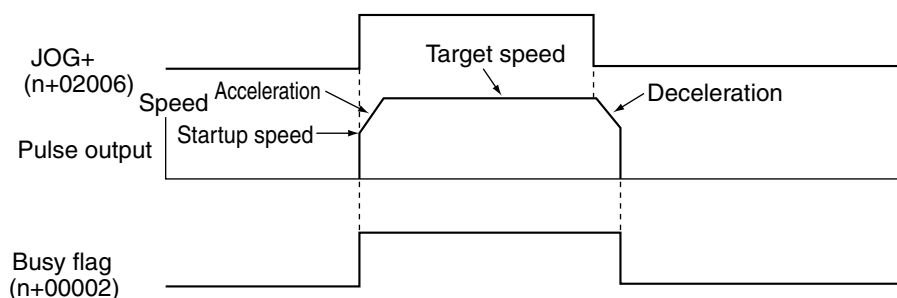 JOG+
(n+02006)
Target speed
Acceleration
Deceleration
Speed
Startup speed
Pulse output
Busy flag
(n+00002)